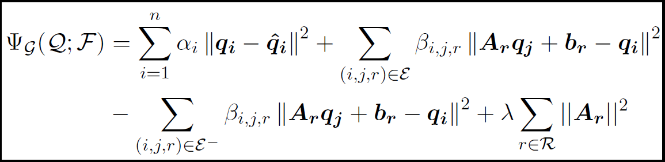 Ψ_𝒢(𝒬; ℱ) = ∑_{i=1}^{n} α_i ‖q_i − q̂_i‖² + ∑_{(i,j,r)∈ℰ} β_{i,j,r} ‖A_r q_j + b_r − q_i‖²
− ∑_{(i,j,r)∈ℰ⁻} β_{i,j,r} ‖A_r q_j + b_r − q_i‖² + λ ∑_{r∈ℛ} ||A_r||²